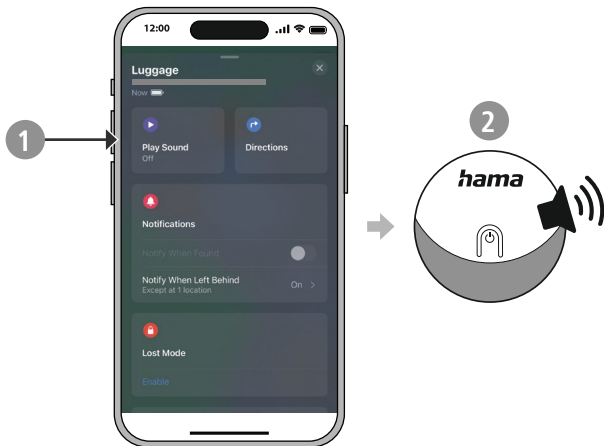 12:00
Luggage
Now
Play Sound
Off
Directions
Notifications
Notify When Found
Notify When Left Behind
Except at 1 location
On
Lost Mode
Enable
1
2
hama